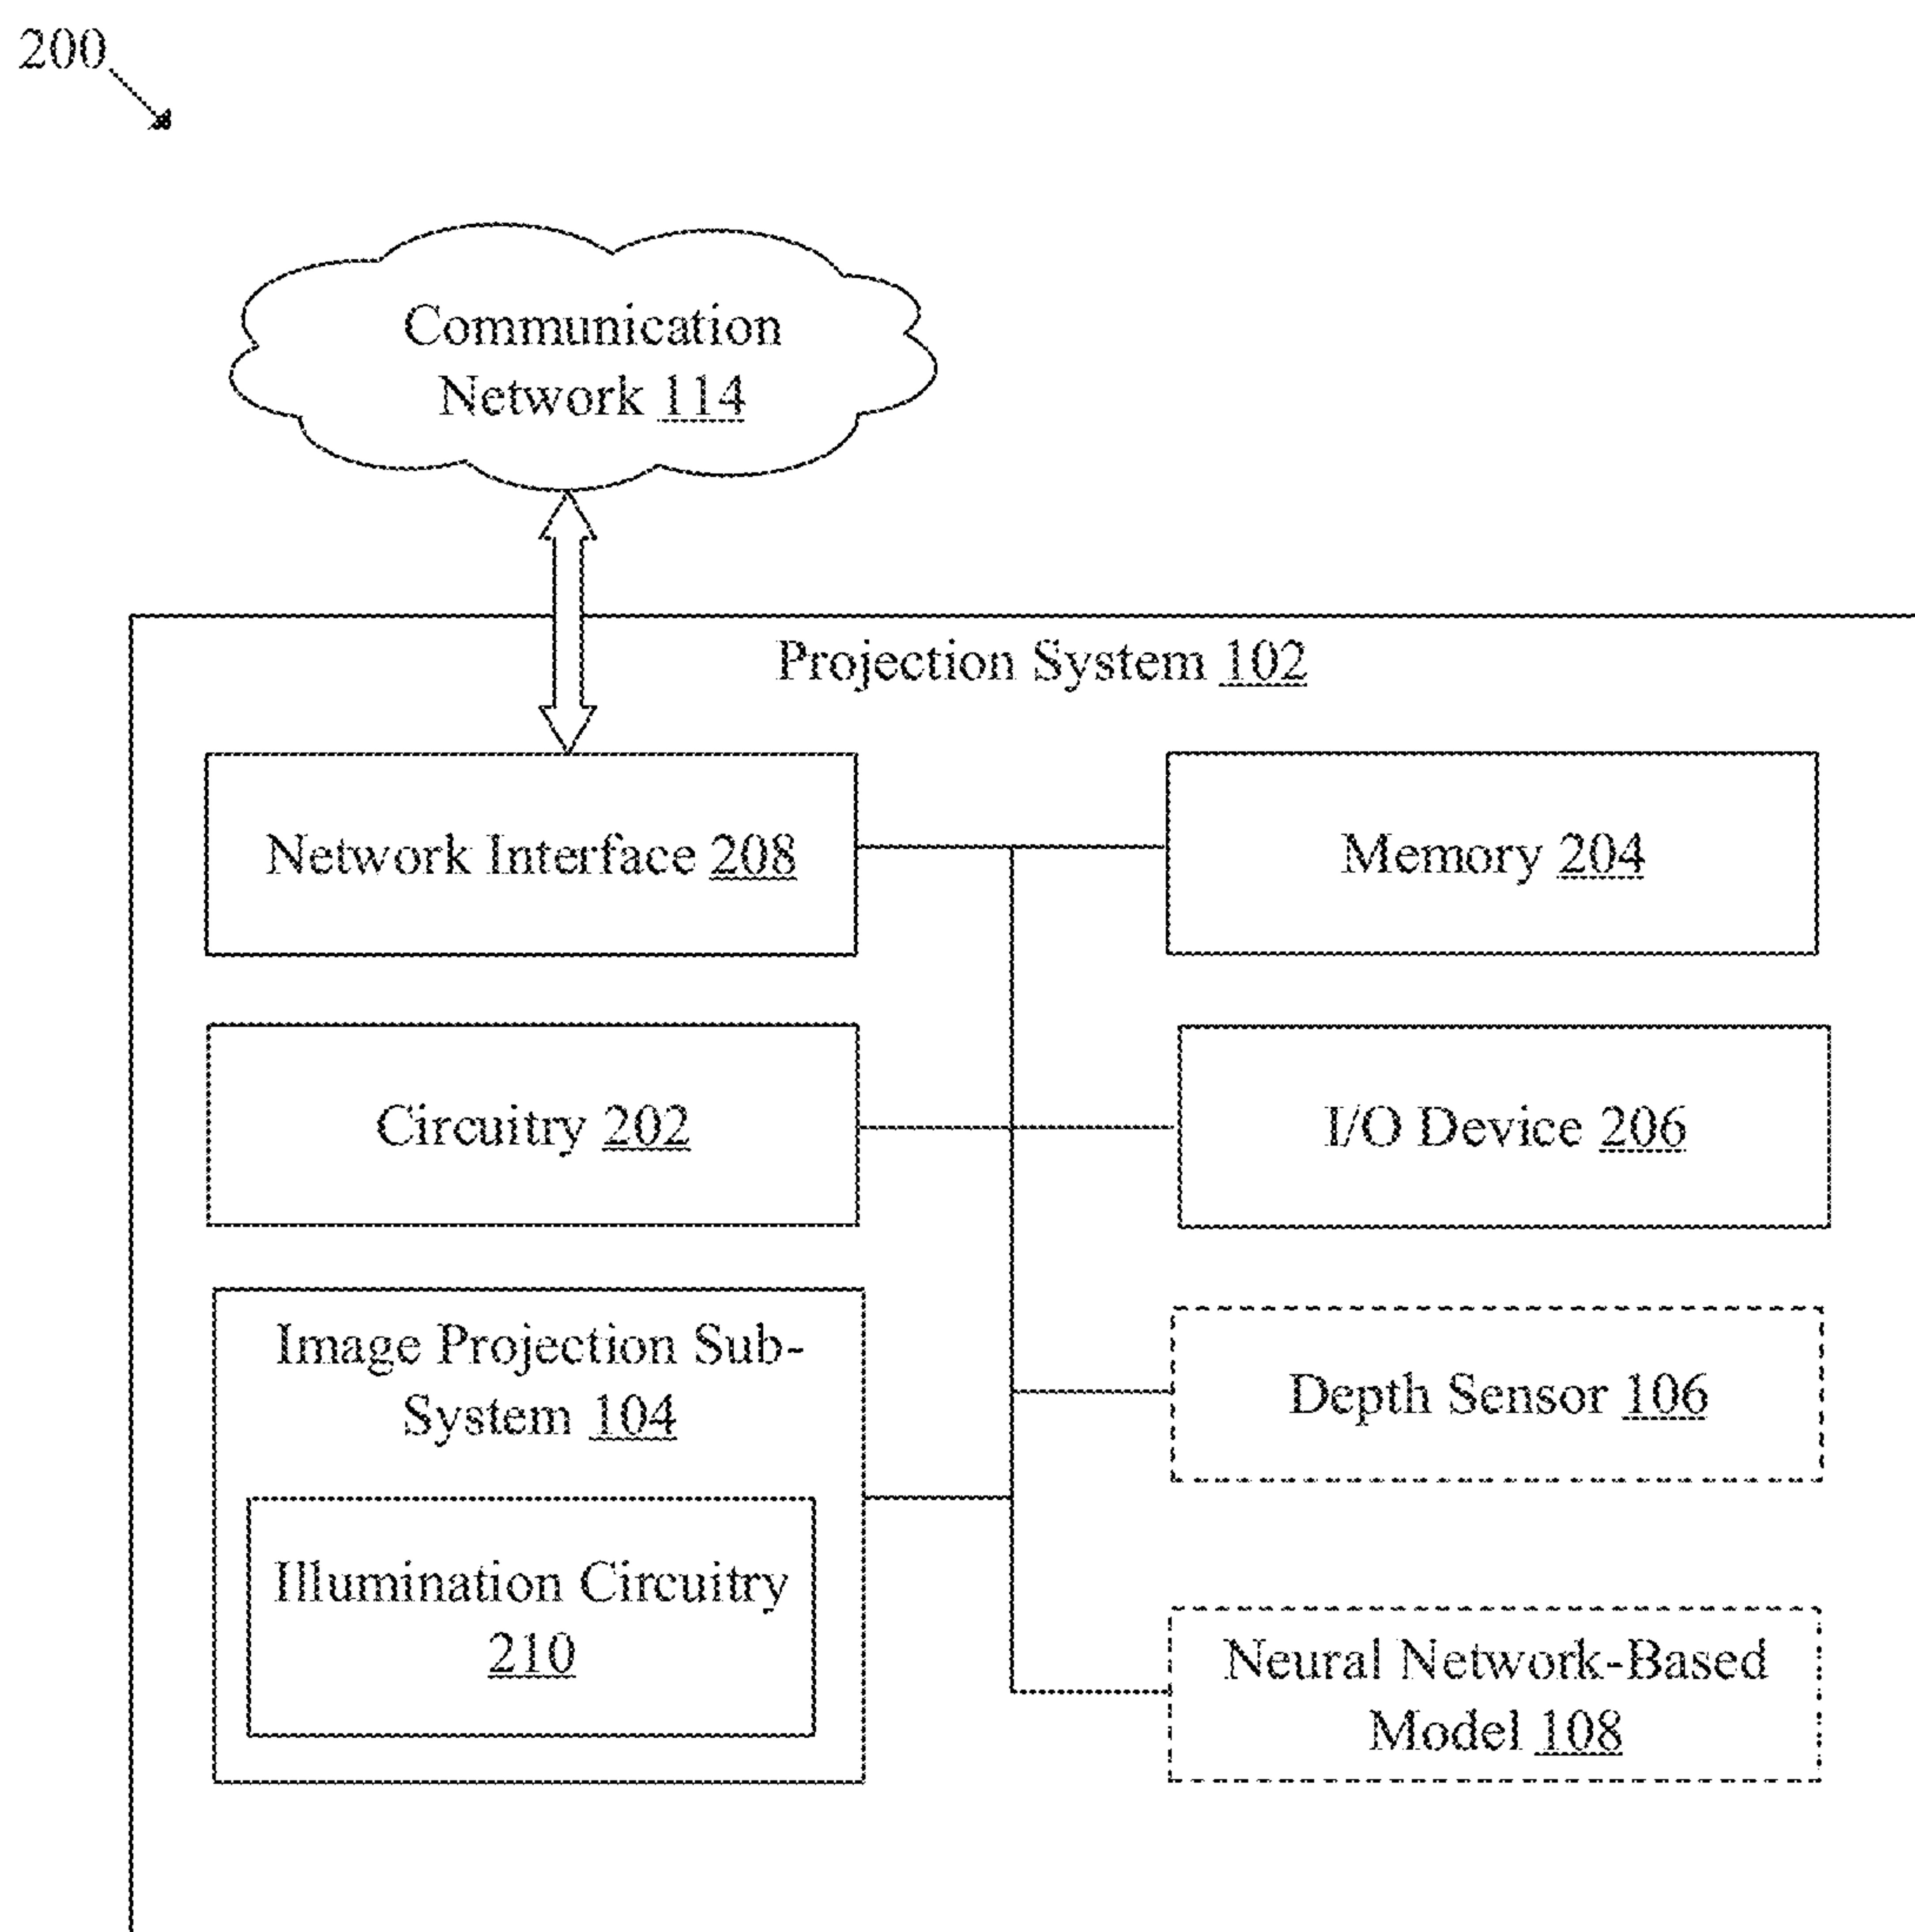 200
Communication
Network 114
Projection System 102
Network Interface 208
Memory 204
Circuitry 202
I/O Device 206
Image Projection Sub-
System 104
Illumination Circuitry
210
Depth Sensor 106
Neural Network-Based
Model 108